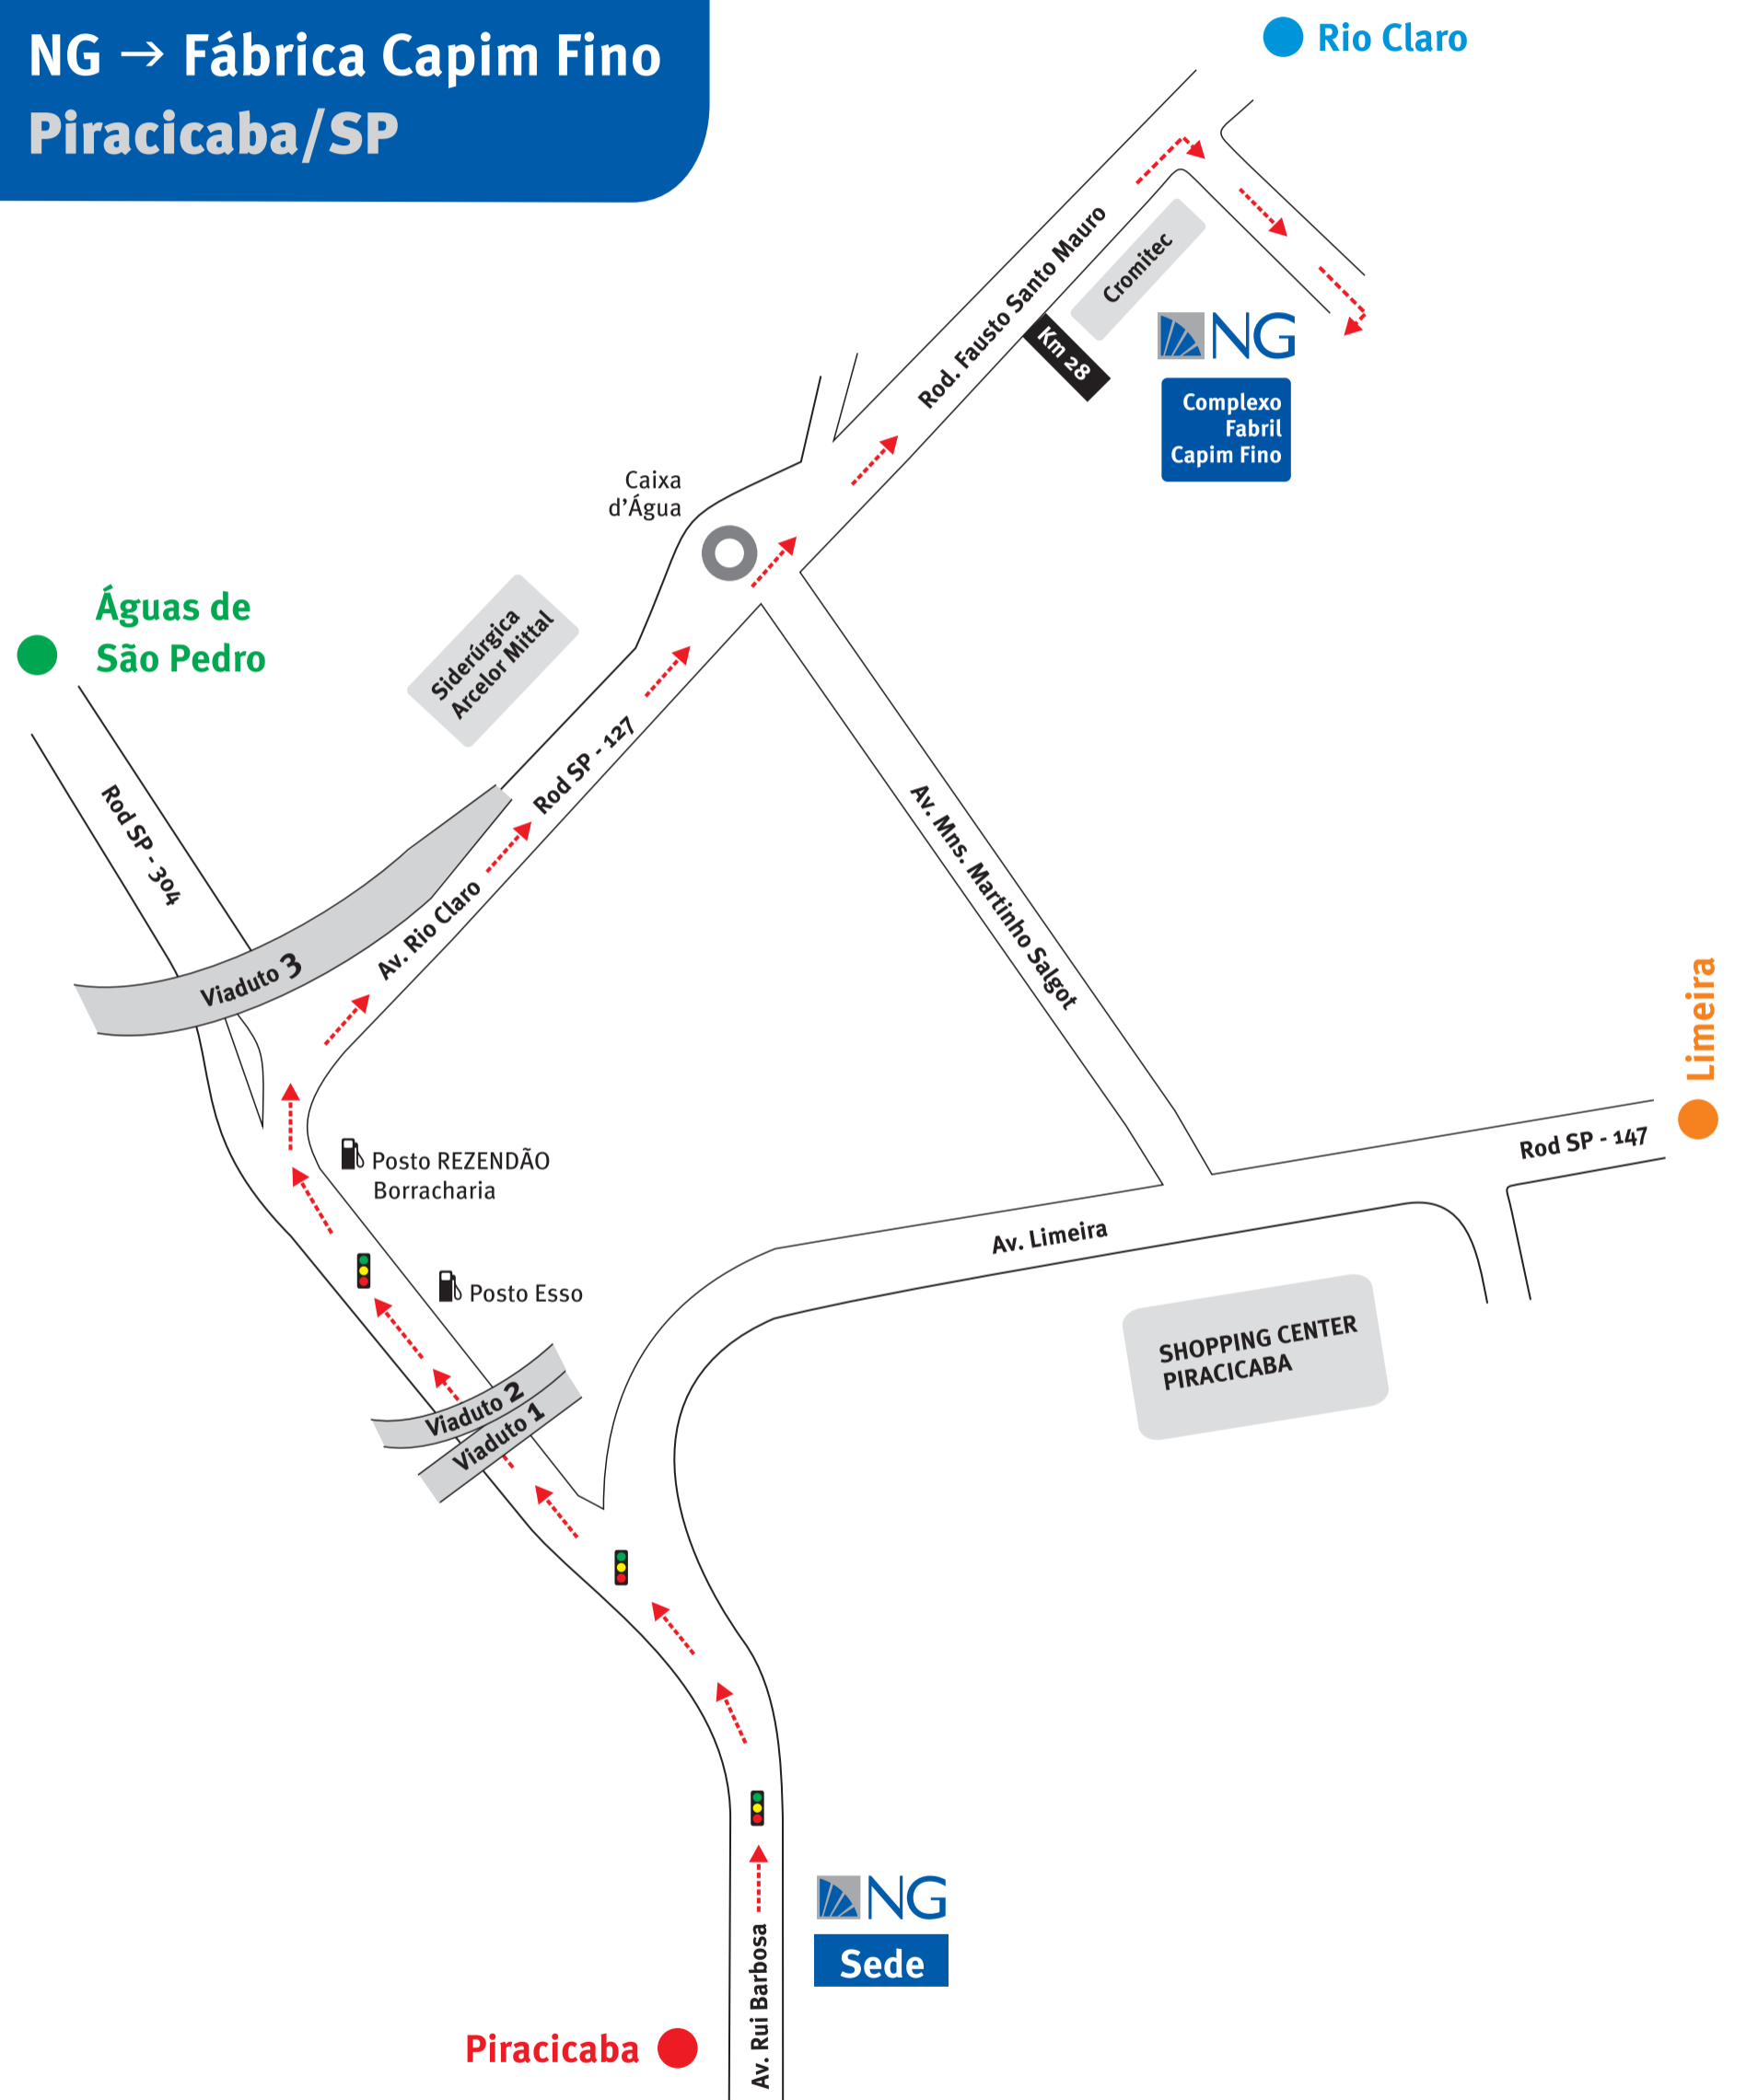 NG → Fábrica Capim Fino
Piracicaba/SP
Rio Claro
Rod. Fausto Santo Mauro
Cromitec
Km 28
NG
Complexo
Fabril
Capim Fino
Caixa
d’Água
Águas de
São Pedro
Siderúrgica
Arcelor Mittal
Rod SP - 127
Rod SP - 304
Av. Rio Claro
Viaduto 3
Av. Mns. Martinho Salgot
Limeira
Rod SP - 147
Posto REZENDÃO
Borracharia
Av. Limeira
Posto Esso
SHOPPING CENTER
PIRACICABA
Viaduto 2
Viaduto 1
NG
Sede
Av. Rui Barbosa
Piracicaba